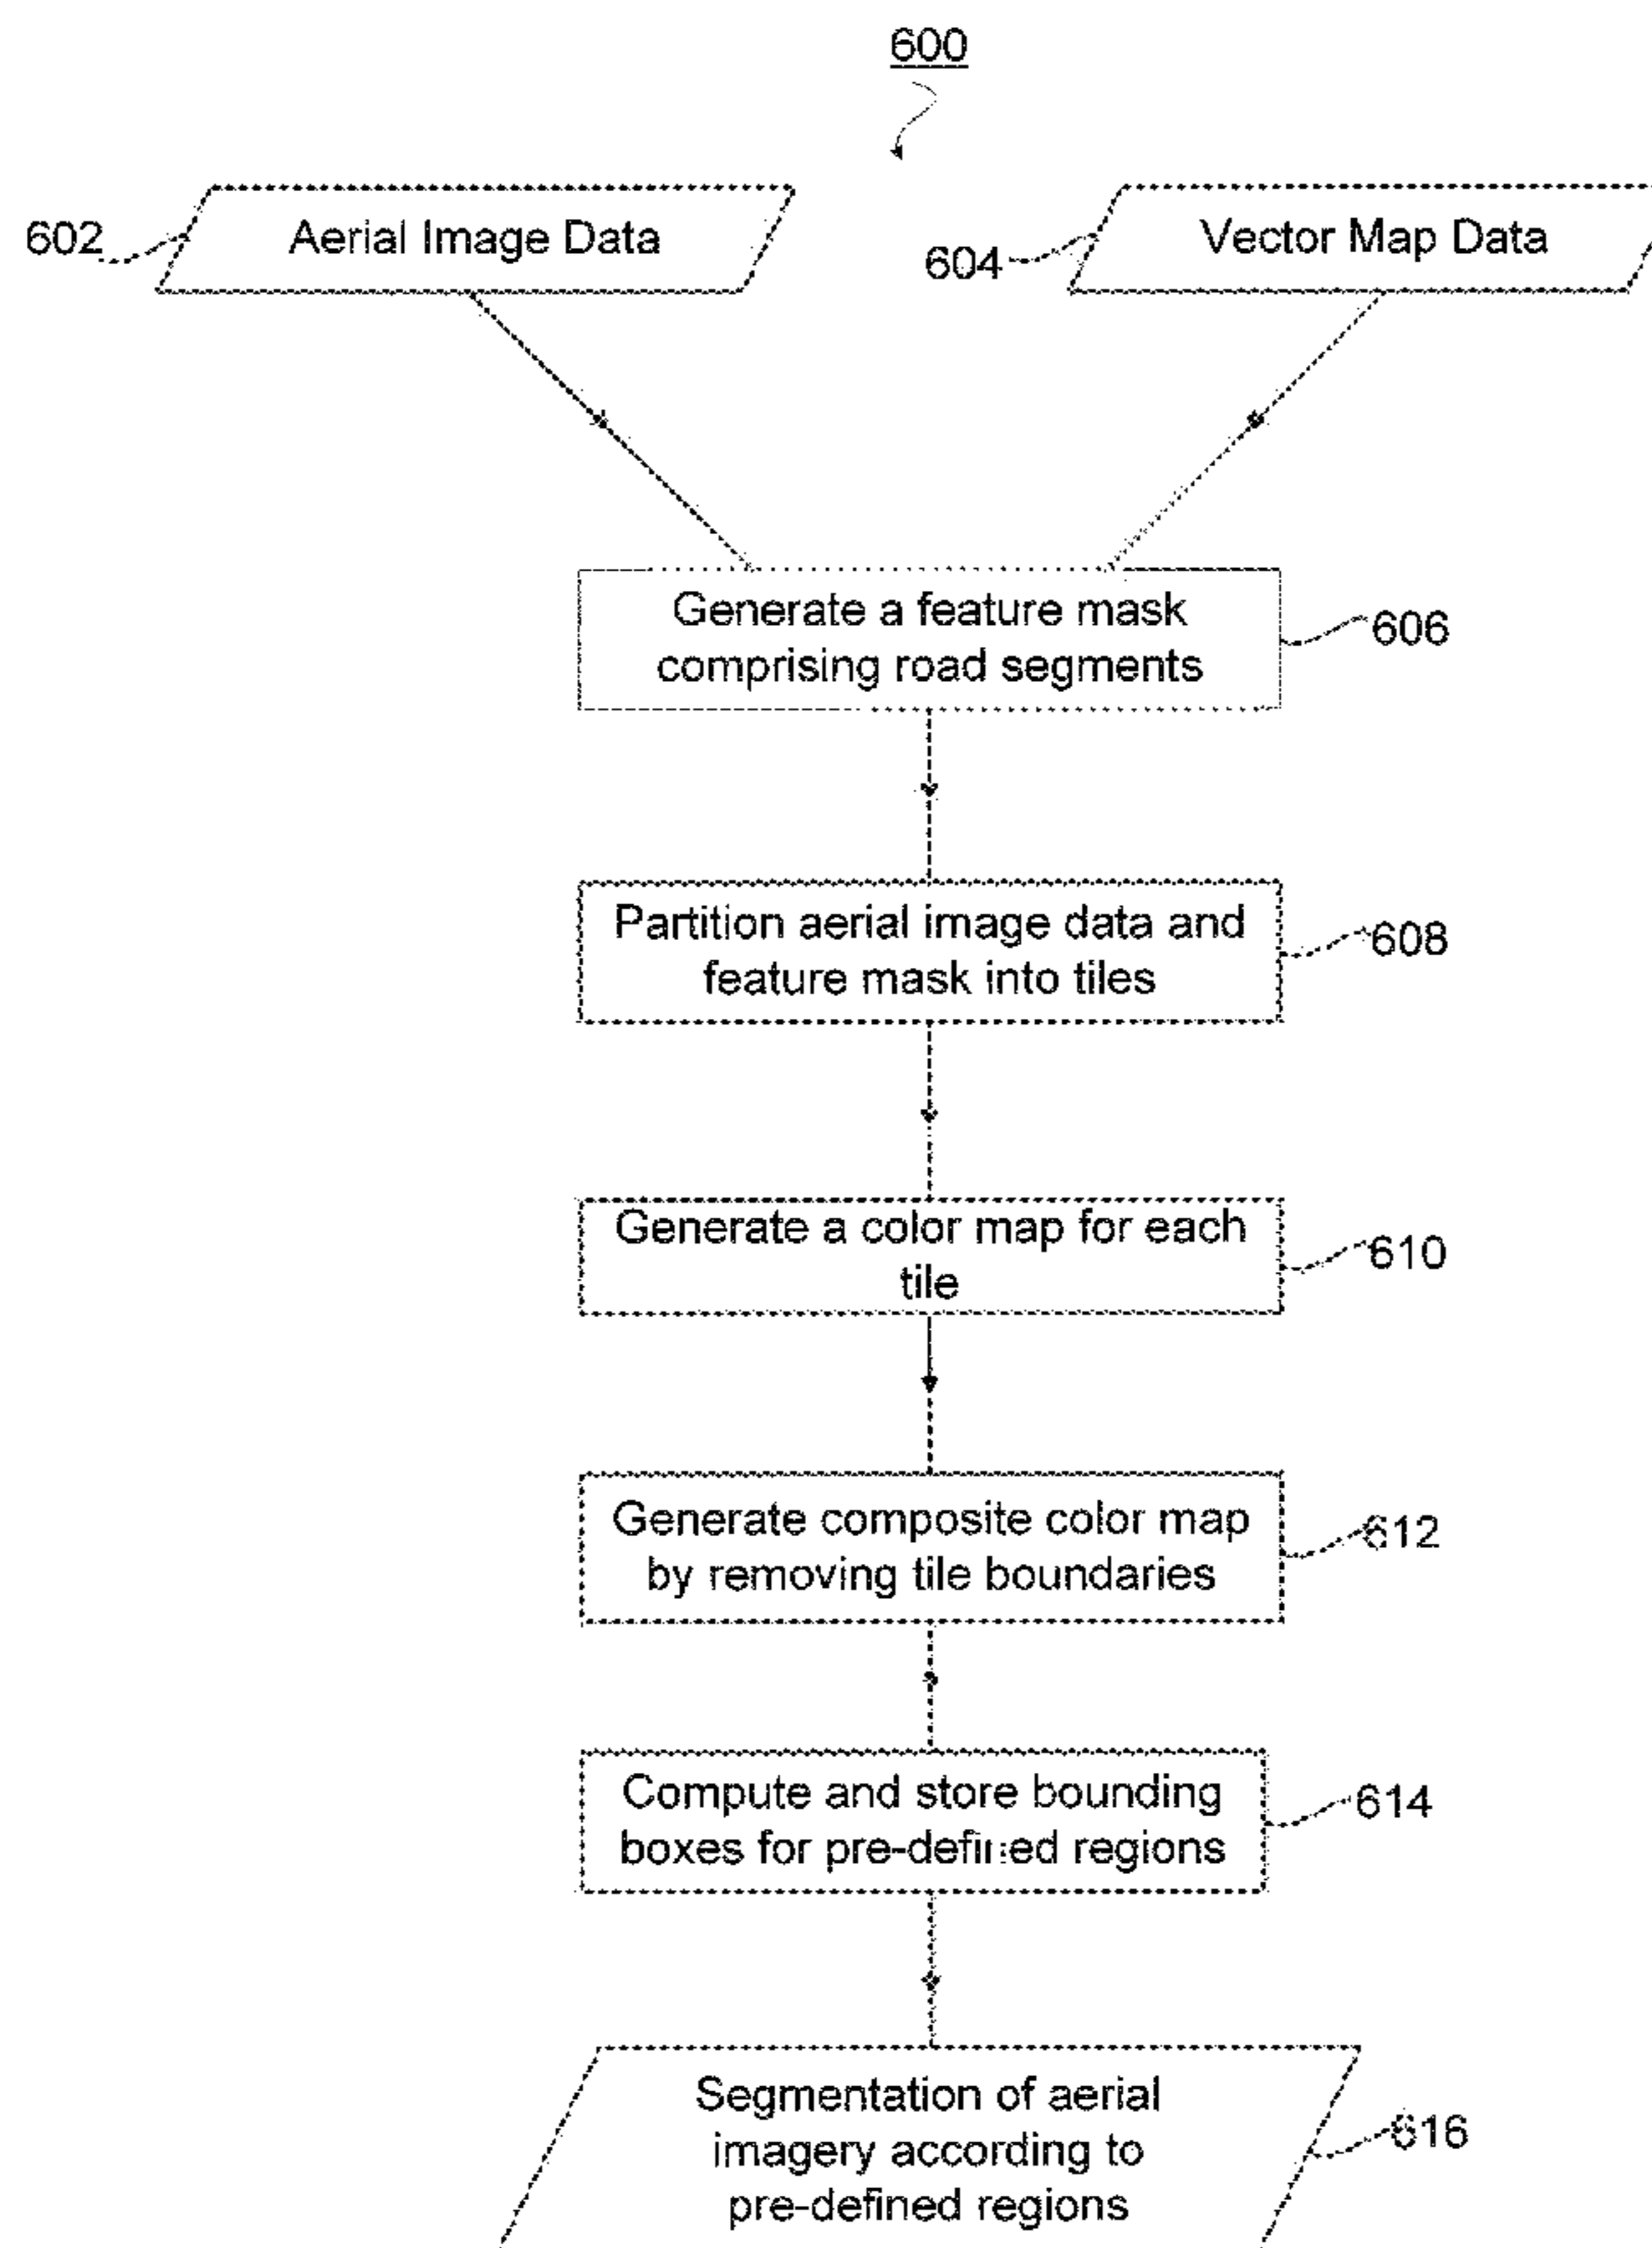 600
602
Aerial Image Data
604
Vector Map Data
Generate a feature mask
comprising road segments
606
Partition aerial image data and
feature mask into tiles
608
Generate a color map for each
tile
610
Generate composite color map
by removing tile boundaries
612
Compute and store bounding
boxes for pre-defined regions
614
Segmentation of aerial
imagery according to
pre-defined regions
616